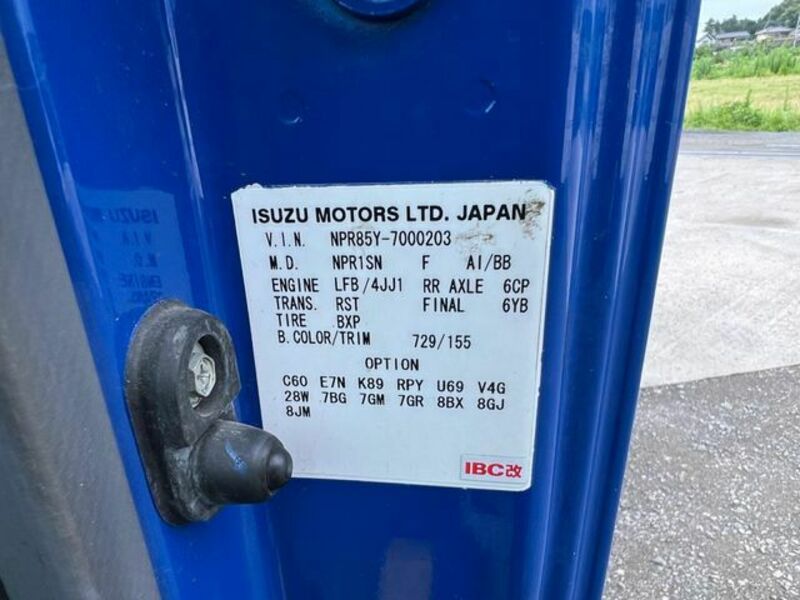 ISUZU MOTORS LTD. JAPAN
V.I.N. NPR85Y-7000203
M.D. NPR1SN F AI/BB
ENGINE LFB/4JJ1 RR AXLE 6CP
TRANS. RST FINAL 6YB
TIRE BXP
B.COLOR/TRIM 729/155
OPTION
C60 E7N K89 RPY U69 V4G
28W 7BG 7GM 7GR 8BX 8GJ
8JM
IBC改